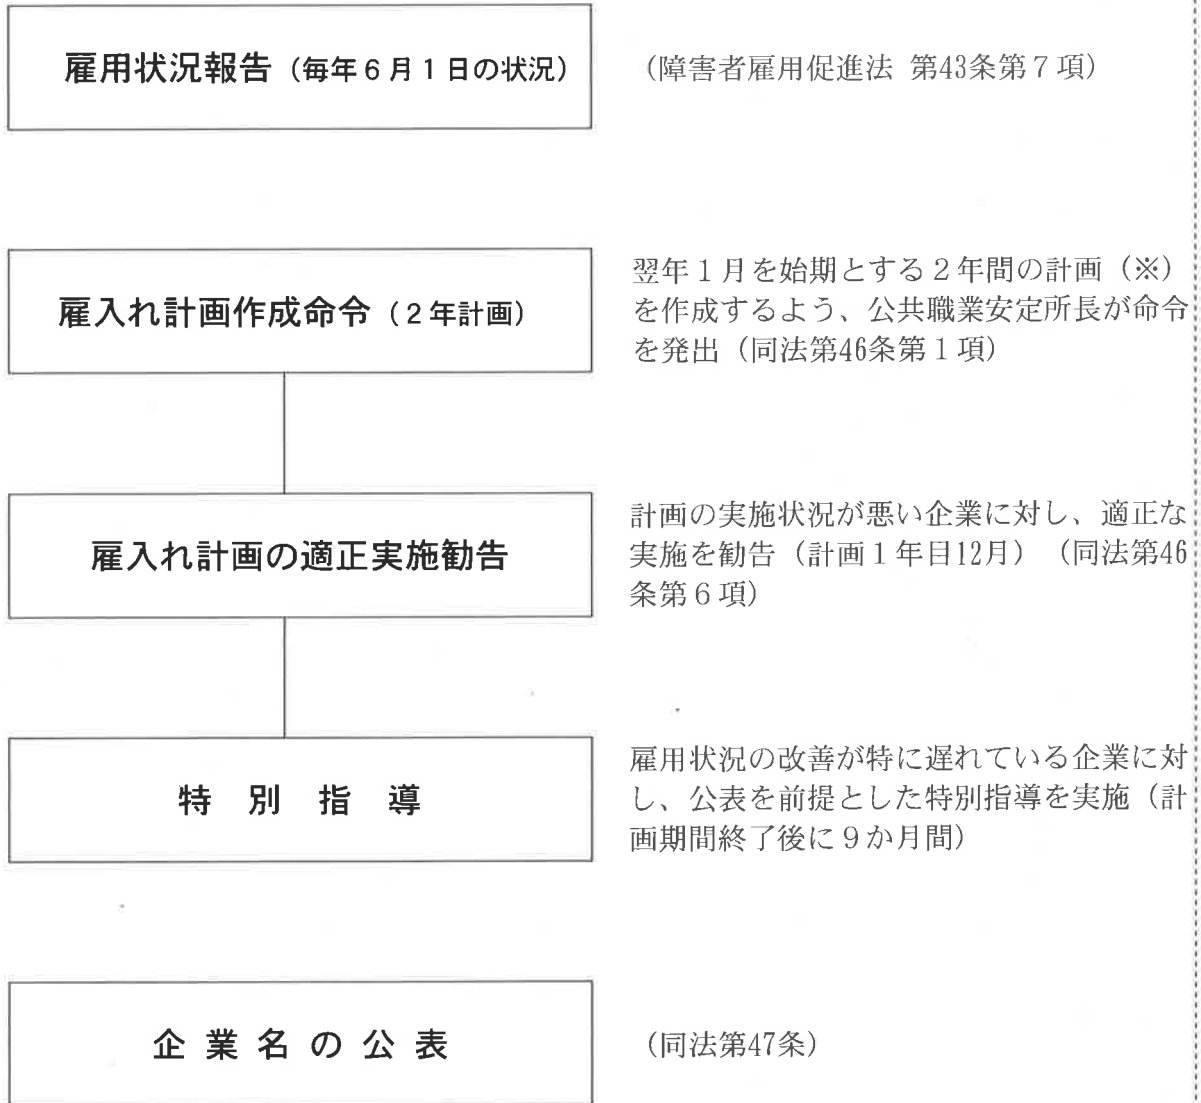 雇用状況報告（毎年６月１日の状況）
（障害者雇用促進法 第43条第７項）
雇入れ計画作成命令（２年計画）
翌年１月を始期とする２年間の計画（※）
を作成するよう、公共職業安定所長が命令
を発出（同法第46条第１項）
雇入れ計画の適正実施勧告
計画の実施状況が悪い企業に対し、適正な
実施を勧告（計画１年目12月）（同法第46
条第６項）
特 別 指 導
雇用状況の改善が特に遅れている企業に対
し、公表を前提とした特別指導を実施（計
画期間終了後に９か月間）
企 業 名 の 公 表
（同法第47条）